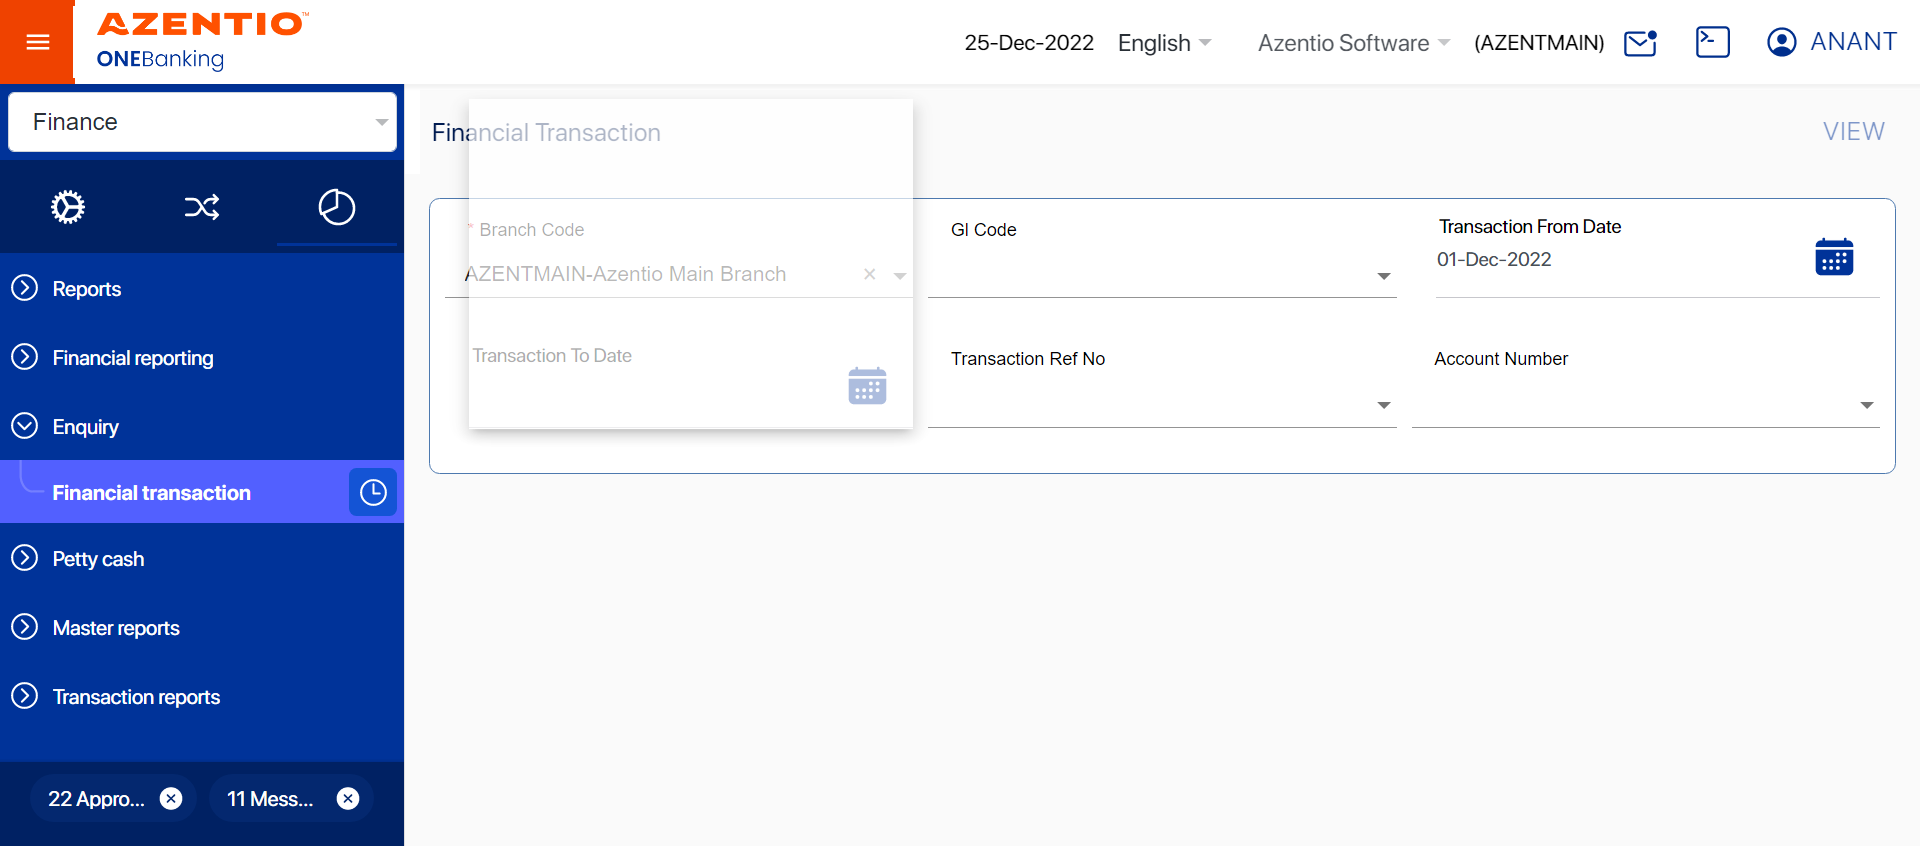 AZENTIO™
ONEBanking
25-Dec-2022 English Azentio Software (AZENTMAIN) ANANT
Finance
Reports
Financial reporting
Enquiry
Financial transaction
Petty cash
Master reports
Transaction reports
22 Appro... 11 Mess...
Financial Transaction VIEW
* Branch Code GI Code Transaction From Date
AZENTMAIN-Azentio Main Branch 01-Dec-2022
Transaction To Date Transaction Ref No Account Number